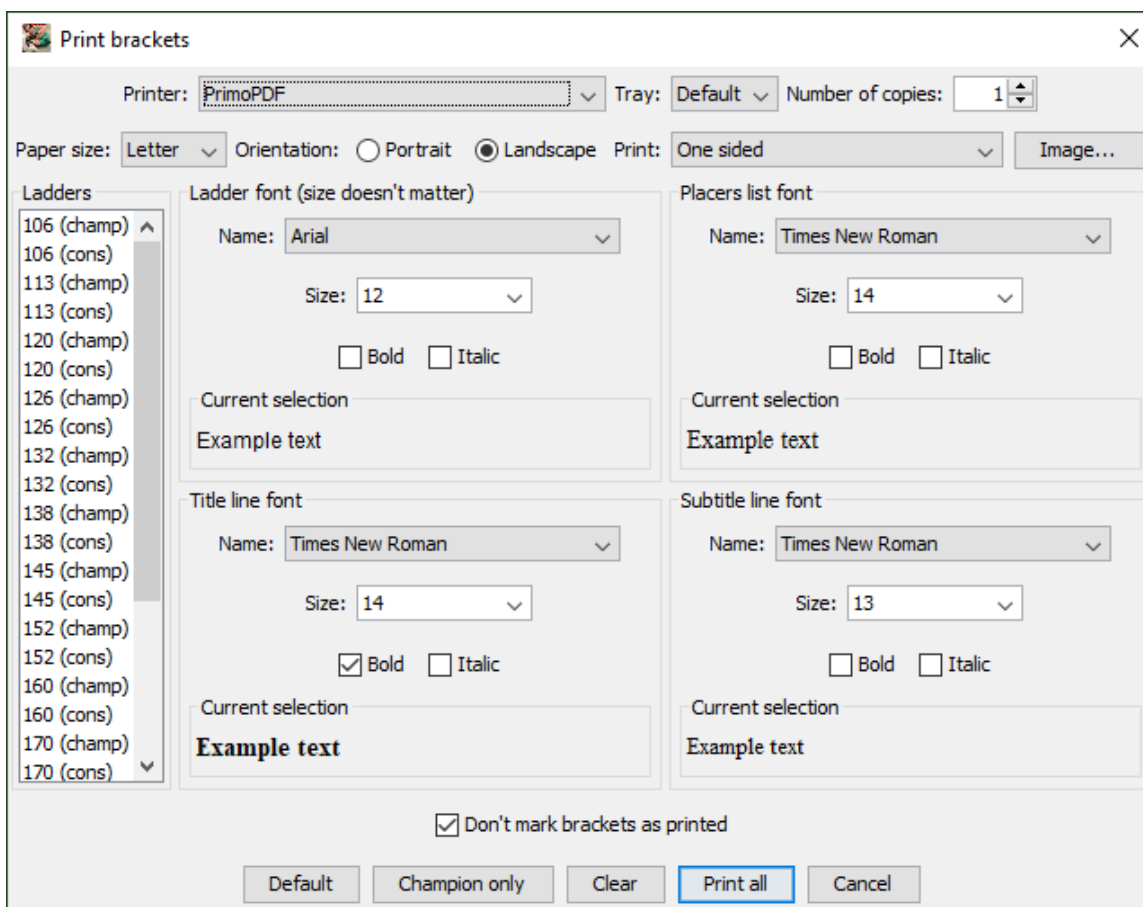 Print brackets
Printer: PrimoPDF Tray: Default Number of copies: 1
Paper size: Letter Orientation: Portrait Landscape Print: One sided Image...
Ladders
106 (champ)
106 (cons)
113 (champ)
113 (cons)
120 (champ)
120 (cons)
126 (champ)
126 (cons)
132 (champ)
132 (cons)
138 (champ)
138 (cons)
145 (champ)
145 (cons)
152 (champ)
152 (cons)
160 (champ)
160 (cons)
170 (champ)
170 (cons)
Ladder font (size doesn't matter)
Name: Arial
Size: 12
Bold Italic
Current selection
Example text
Placers list font
Name: Times New Roman
Size: 14
Bold Italic
Current selection
Example text
Title line font
Name: Times New Roman
Size: 14
Bold Italic
Current selection
Example text
Subtitle line font
Name: Times New Roman
Size: 13
Bold Italic
Current selection
Example text
Don't mark brackets as printed
Default Champion only Clear Print all Cancel